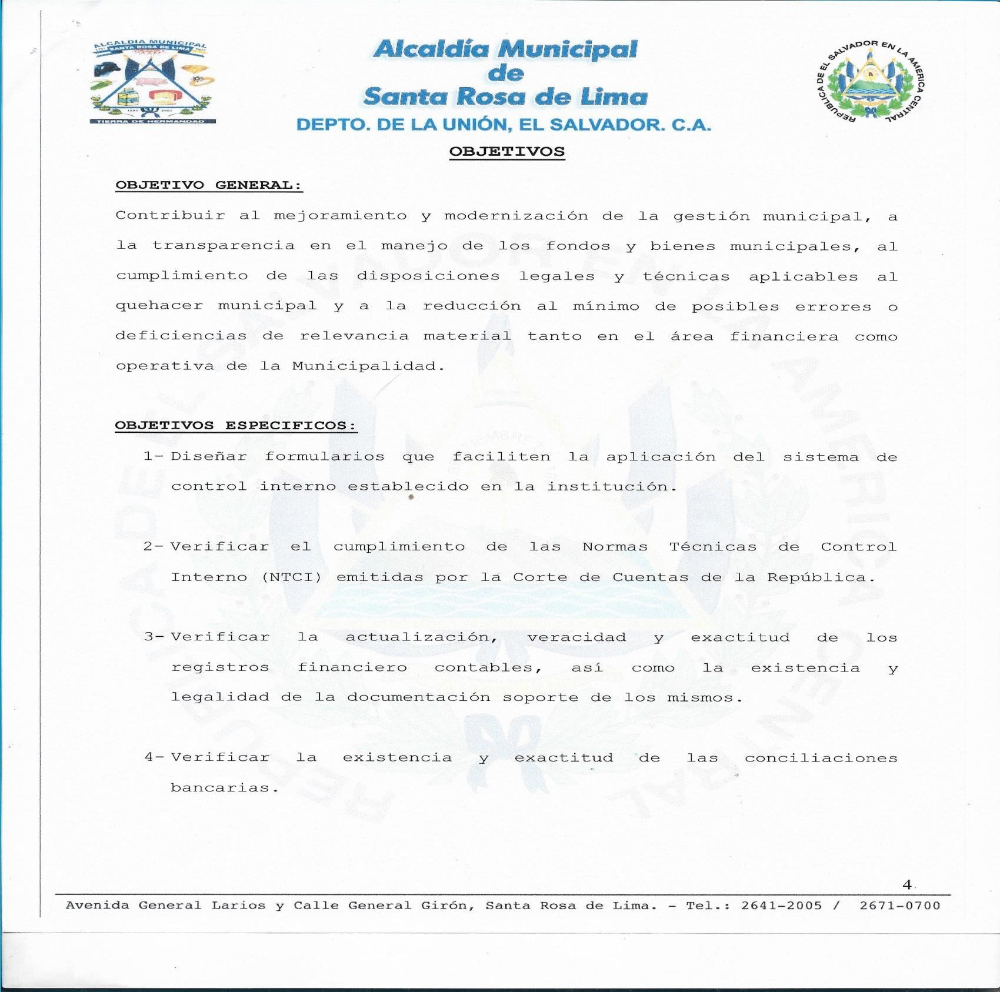 ALCALDIA MUNICIPAL
SANTA ROSA DE LIMA
TIERRA DE HERMANDAD
Alcaldía Municipal
de
Santa Rosa de Lima
DEPTO. DE LA UNIÓN, EL SALVADOR. C.A.
REPUBLICA DE EL SALVADOR EN LA AMERICA CENTRAL
OBJETIVOS
OBJETIVO GENERAL:
Contribuir al mejoramiento y modernización de la gestión municipal, a
la transparencia en el manejo de los fondos y bienes municipales, al
cumplimiento de las disposiciones legales y técnicas aplicables al
quehacer municipal y a la reducción al mínimo de posibles errores o
deficiencias de relevancia material tanto en el área financiera como
operativa de la Municipalidad.
OBJETIVOS ESPECIFICOS:
1- Diseñar formularios que faciliten la aplicación del sistema de
control interno establecido en la institución.
2- Verificar el cumplimiento de las Normas Técnicas de Control
Interno (NTCI) emitidas por la Corte de Cuentas de la República.
3- Verificar la actualización, veracidad y exactitud de los
registros financiero contables, así como la existencia y
legalidad de la documentación soporte de los mismos.
4- Verificar la existencia y exactitud de las conciliaciones
bancarias.
4
Avenida General Larios y Calle General Girón, Santa Rosa de Lima. - Tel.: 2641-2005 / 2671-0700
REPUBLICA DE EL SALVADOR EN LA AMERICA CENTRAL